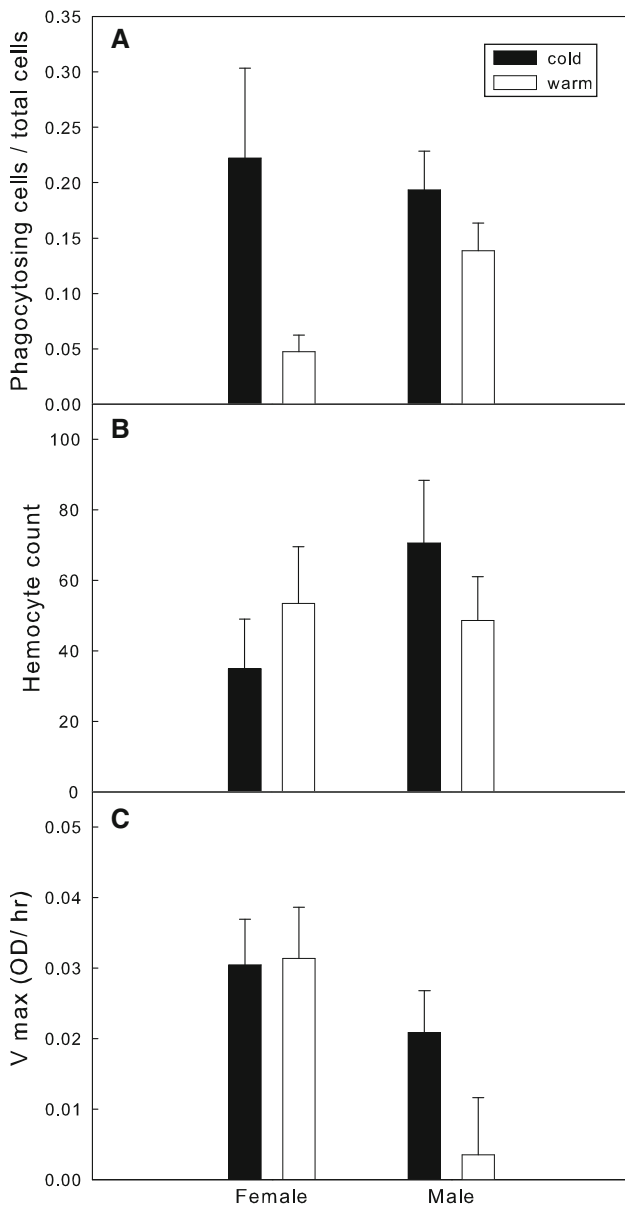 A
cold
warm
Phagocytosing cells / total cells
0.35
0.30
0.25
0.20
0.15
0.10
0.05
0.00
B
Hemocyte count
100
80
60
40
20
0
C
V max (OD/ hr)
0.05
0.04
0.03
0.02
0.01
0.00
Female Male